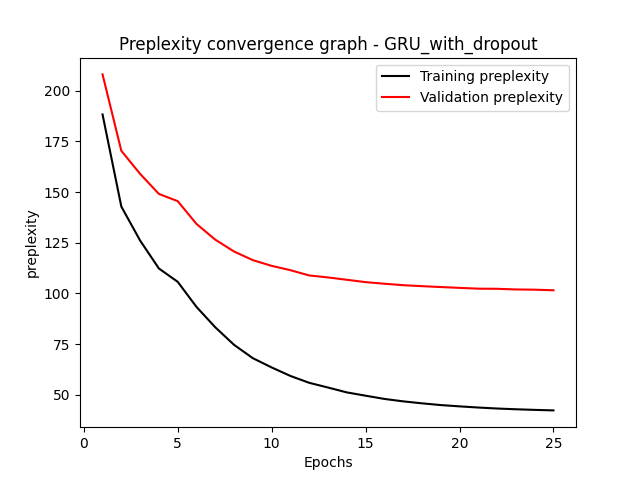 Preplexity convergence graph - GRU_with_dropout
Training preplexity
Validation preplexity
preplexity
200
175
150
125
100
75
50
0 5 10 15 20 25
Epochs